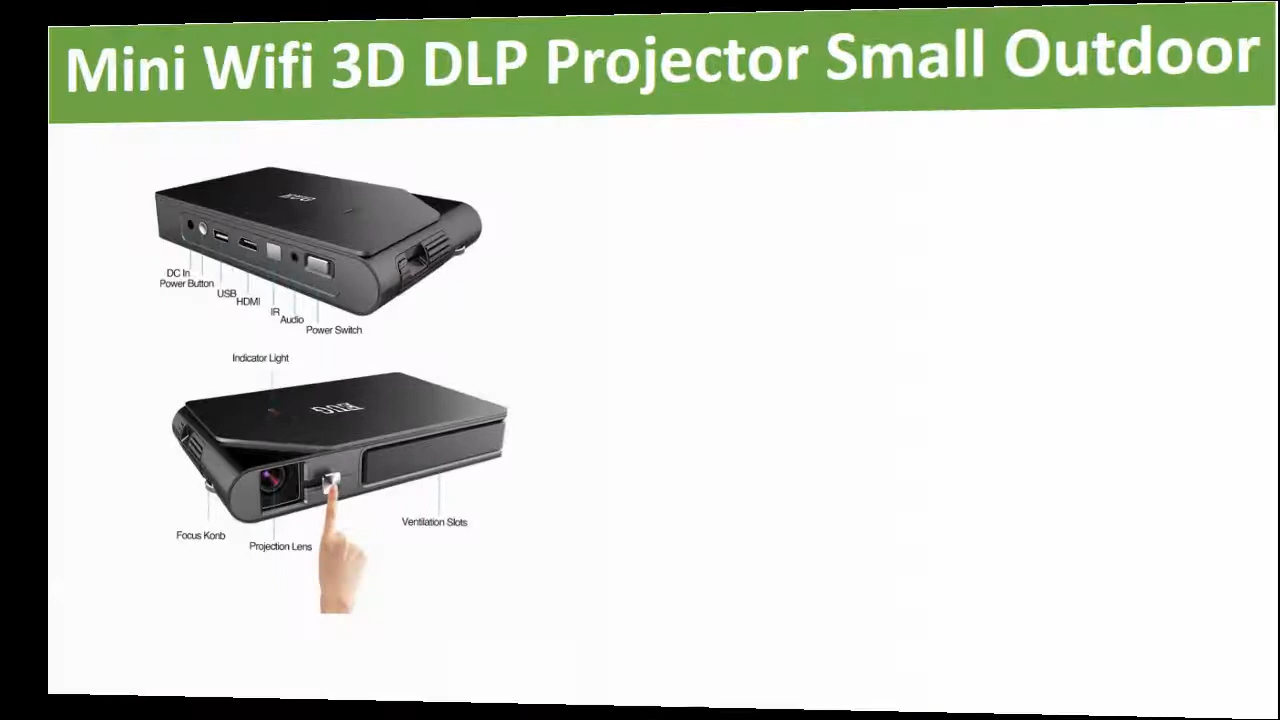 Mini Wifi 3D DLP Projector Small Outdoor
DC In
Power Button
USB
HDMI
IR
Audio
Power Switch
Indicator Light
Focus Konb
Projection Lens
Ventilation Slots